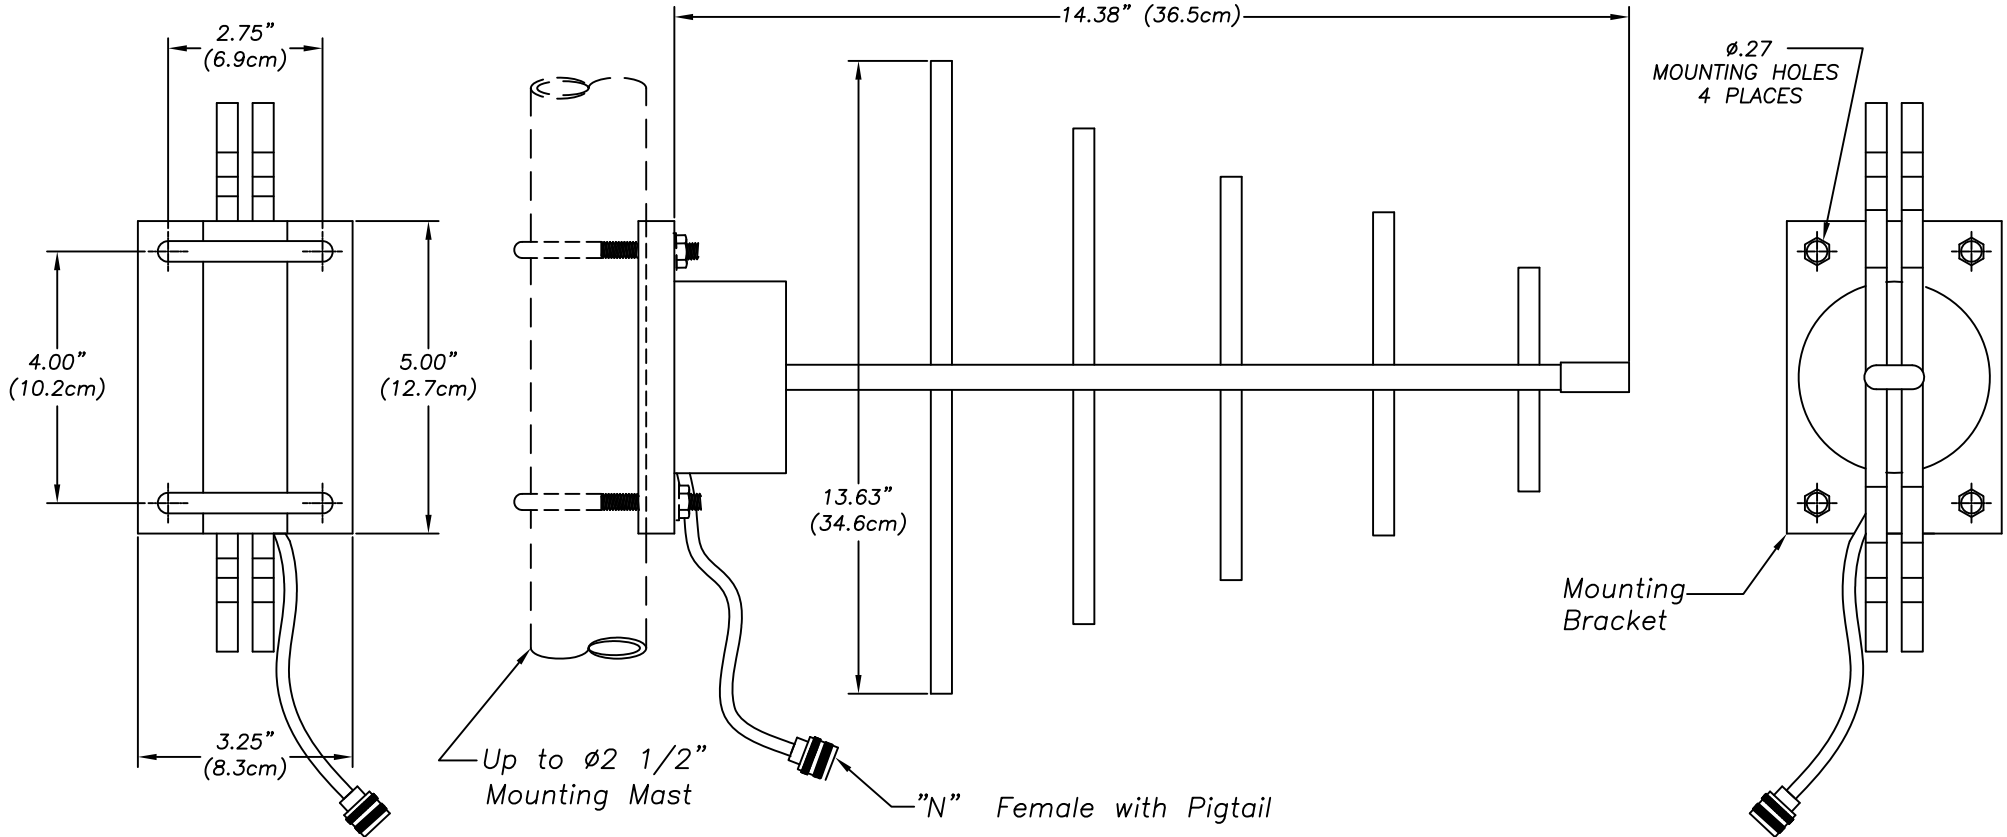 14.38" (36.5cm)
2.75"
(6.9cm)
ø.27
MOUNTING HOLES
4 PLACES
4.00"
(10.2cm)
5.00"
(12.7cm)
13.63"
(34.6cm)
Mounting
Bracket
3.25"
(8.3cm)
Up to ø2 1/2"
Mounting Mast
"N" Female with Pigtail